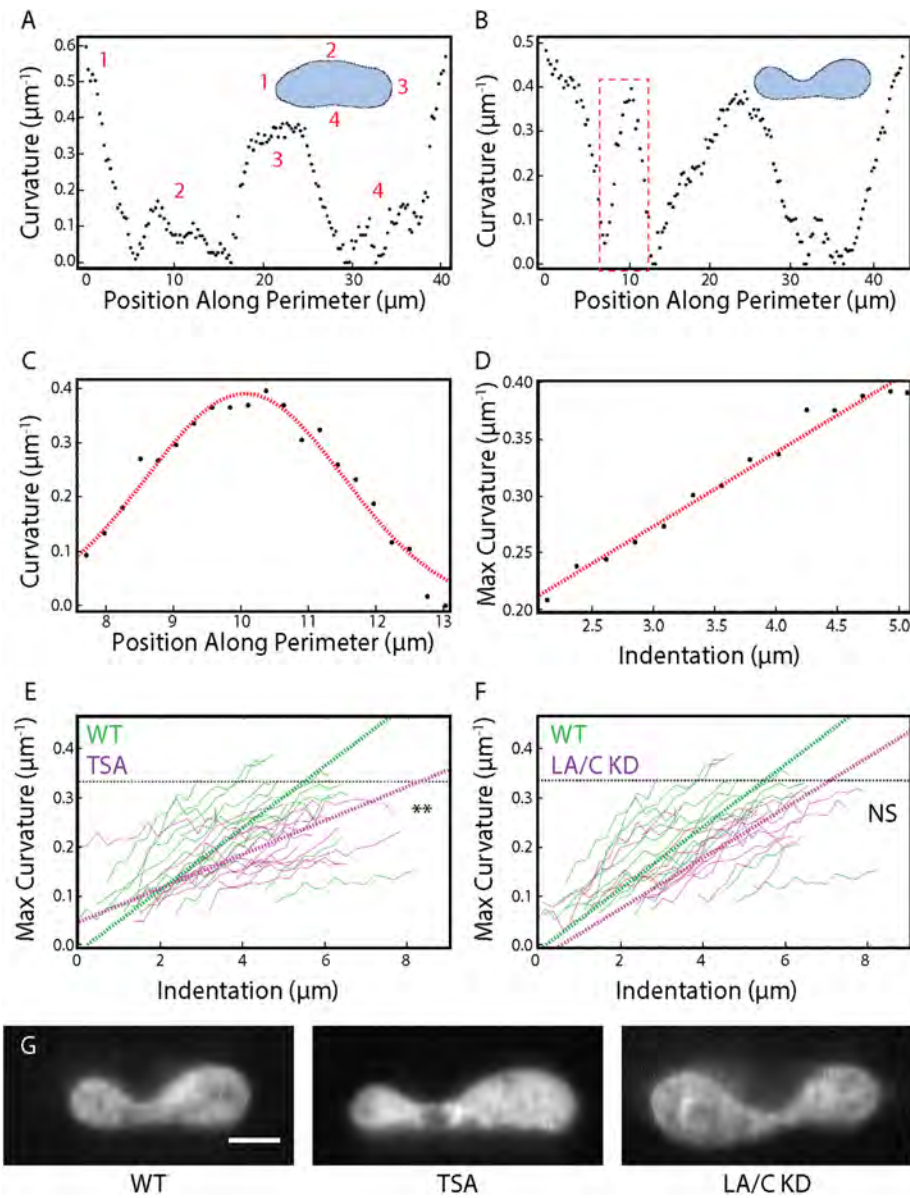 A
B
Curvature (µm⁻¹)
0.6
0.5
0.4
0.3
0.2
0.1
0.0
1
2
3
4
1
2
3
4
0
10
20
30
40
Position Along Perimeter (µm)
Curvature (µm⁻¹)
0.5
0.4
0.3
0.2
0.1
0.0
0
10
20
30
40
Position Along Perimeter (µm)
C
D
Curvature (µm⁻¹)
0.4
0.3
0.2
0.1
0.0
8
9
10
11
12
13
Position Along Perimeter (µm)
Max Curvature (µm⁻¹)
0.40
0.35
0.30
0.25
0.20
2.5
3.0
3.5
4.0
4.5
5.0
Indentation (µm)
E
F
Max Curvature (µm⁻¹)
0.4
0.3
0.2
0.1
0.0
WT
TSA
**
0
2
4
6
8
Indentation (µm)
Max Curvature (µm⁻¹)
0.4
0.3
0.2
0.1
0.0
WT
LA/C KD
NS
0
2
4
6
8
Indentation (µm)
G
WT
TSA
LA/C KD